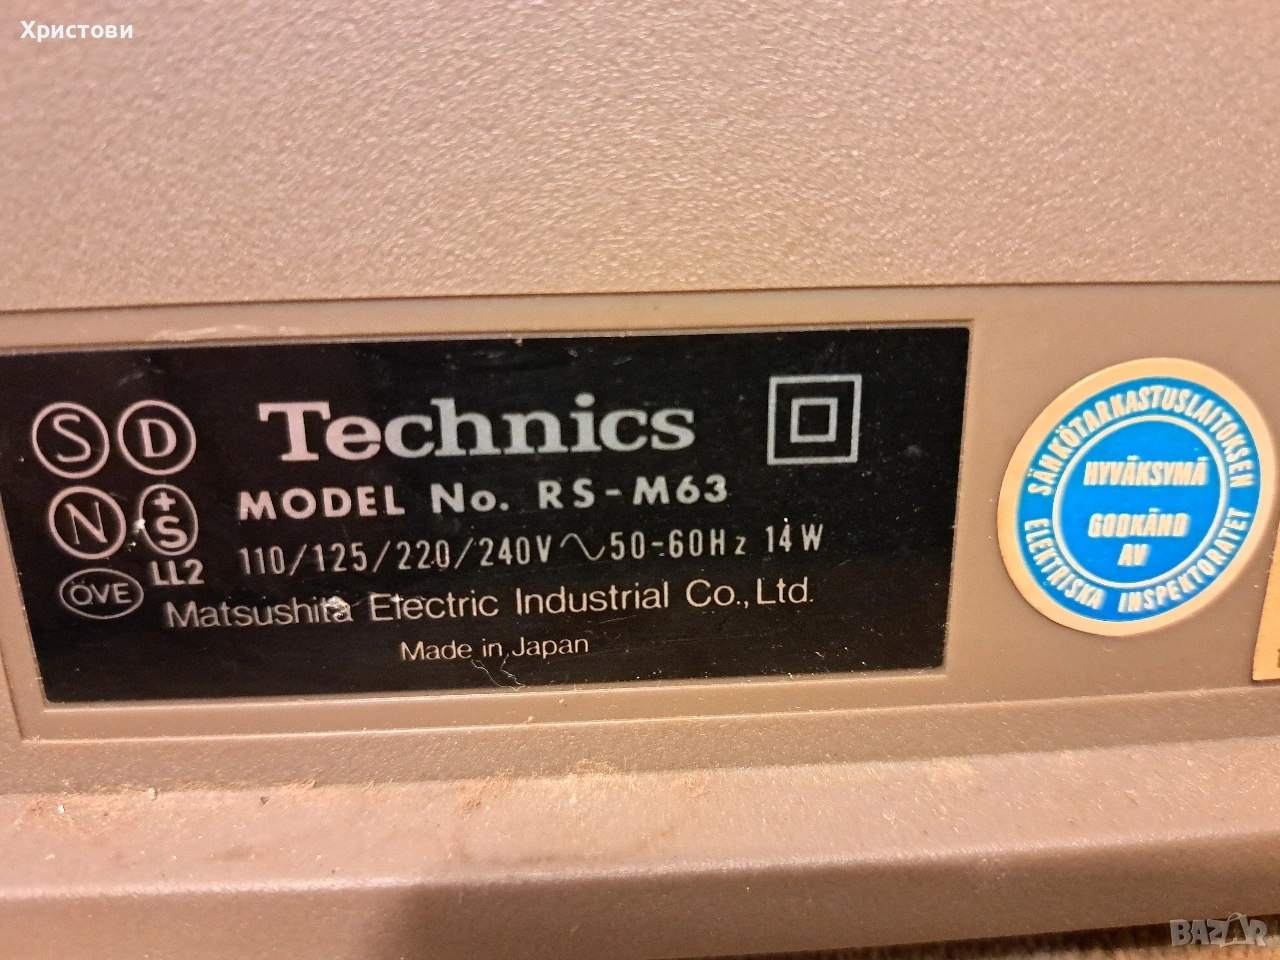 Христови
Technics
MODEL No. RS-M63
110/125/220/240V 50-60Hz 14W
Matsushita Electric Industrial Co., Ltd.
Made in Japan
S D
N +S
ÖVE LL2
SÄHKÖTARKASTUSLAITOKSEN
HYVÄKSYMÄ
GODKÄND
AV
ELEKTRISKA INSPEKTORATET
BAZAR